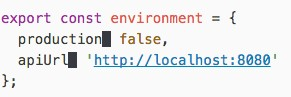 export const environment = {
production false,
apiUrl 'http://localhost:8080'
};